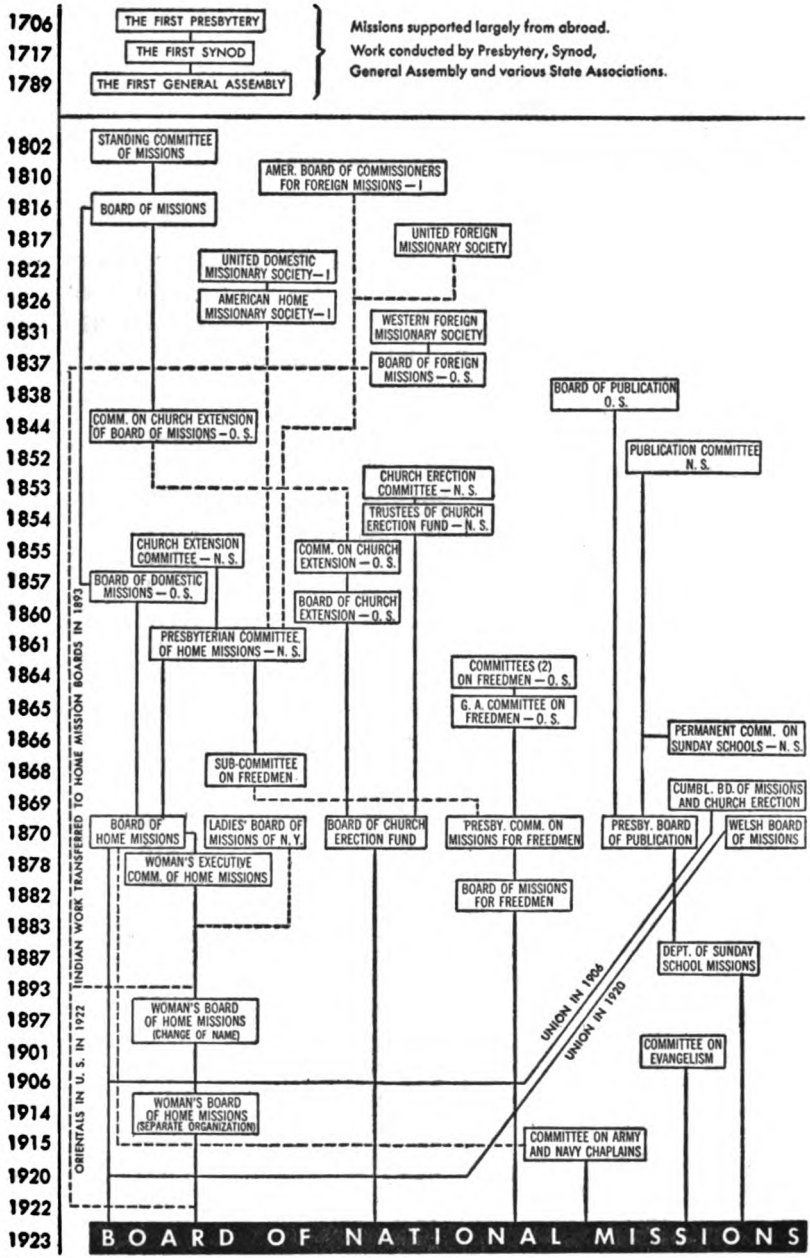 1706
THE FIRST PRESBYTERY
Missions supported largely from abroad.
1717
THE FIRST SYNOD
Work conducted by Presbytery, Synod,
1789
THE FIRST GENERAL ASSEMBLY
General Assembly and various State Associations.
1802
STANDING COMMITTEE
OF MISSIONS
1810
AMER. BOARD OF COMMISSIONERS
FOR FOREIGN MISSIONS — I
1816
BOARD OF MISSIONS
1817
UNITED FOREIGN
MISSIONARY SOCIETY
1822
UNITED DOMESTIC
MISSIONARY SOCIETY — I
1826
AMERICAN HOME
MISSIONARY SOCIETY — I
1831
WESTERN FOREIGN
MISSIONARY SOCIETY
1837
BOARD OF FOREIGN
MISSIONS — O. S.
1838
BOARD OF PUBLICATION
O. S.
1844
COMM. ON CHURCH EXTENSION
OF BOARD OF MISSIONS — O. S.
1852
PUBLICATION COMMITTEE
N. S.
1853
CHURCH ERECTION
COMMITTEE — N. S.
1854
TRUSTEES OF CHURCH
ERECTION FUND — N. S.
1855
CHURCH EXTENSION
COMMITTEE — N. S.
COMM. ON CHURCH
EXTENSION — O. S.
1857
BOARD OF DOMESTIC
MISSIONS — O. S.
1860
BOARD OF CHURCH
EXTENSION — O. S.
1861
PRESBYTERIAN COMMITTEE
OF HOME MISSIONS — N. S.
1864
COMMITTEES (2)
ON FREEDMEN — O. S.
1865
G. A. COMMITTEE ON
FREEDMEN — O. S.
1866
PERMANENT COMM. ON
SUNDAY SCHOOLS — N. S.
1868
SUB-COMMITTEE
ON FREEDMEN
1869
CUMBL. BD. OF MISSIONS
AND CHURCH ERECTION
1870
BOARD OF
HOME MISSIONS
LADIES' BOARD OF
MISSIONS OF N. Y.
BOARD OF CHURCH
ERECTION FUND
PRESBY. COMM. ON
MISSIONS FOR FREEDMEN
PRESBY. BOARD
OF PUBLICATION
WELSH BOARD
OF MISSIONS
1878
WOMAN'S EXECUTIVE
COMM. OF HOME MISSIONS
1882
BOARD OF MISSIONS
FOR FREEDMEN
1883
1887
DEPT. OF SUNDAY
SCHOOL MISSIONS
1893
INDIAN WORK TRANSFERRED TO HOME MISSION BOARDS IN 1893
1897
WOMAN'S BOARD
OF HOME MISSIONS
(CHANGE OF NAME)
UNION IN 1906
UNION IN 1920
1901
COMMITTEE ON
EVANGELISM
1906
1914
WOMAN'S BOARD
OF HOME MISSIONS
(SEPARATE ORGANIZATION)
1915
COMMITTEE ON ARMY
AND NAVY CHAPLAINS
1920
ORIENTALS IN U. S. IN 1922
1922
1923
BOARD OF NATIONAL MISSIONS